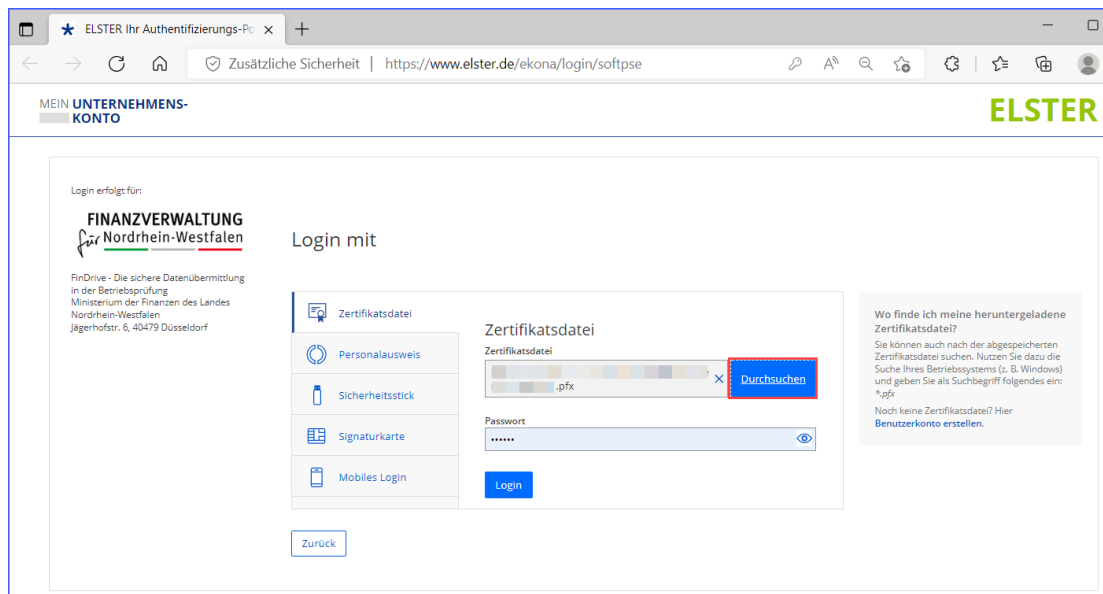 ELSTER Ihr Authentifizierungs-Po
Zusätzliche Sicherheit | https://www.elster.de/ekona/login/softpse
MEIN UNTERNEHMENS-
KONTO
ELSTER
Login erfolgt für:
FINANZVERWALTUNG
für Nordrhein-Westfalen
FinDrive - Die sichere Datenübermittlung
in der Betriebsprüfung
Ministerium der Finanzen des Landes
Nordrhein-Westfalen
Jägerhofstr. 6, 40479 Düsseldorf
Login mit
Zertifikatsdatei
Personalausweis
Sicherheitsstick
Signaturkarte
Mobiles Login
Zertifikatsdatei
Zertifikatsdatei
.pfx
Durchsuchen
Passwort
••••••
Login
Zurück
Wo finde ich meine heruntergeladene
Zertifikatsdatei?
Sie können auch nach der abgespeicherten
Zertifikatsdatei suchen. Nutzen Sie dazu die
Suche Ihres Betriebssystems (z. B. Windows)
und geben Sie als Suchbegriff folgendes ein:
*.pfx
Noch keine Zertifikatsdatei? Hier
Benutzerkonto erstellen.